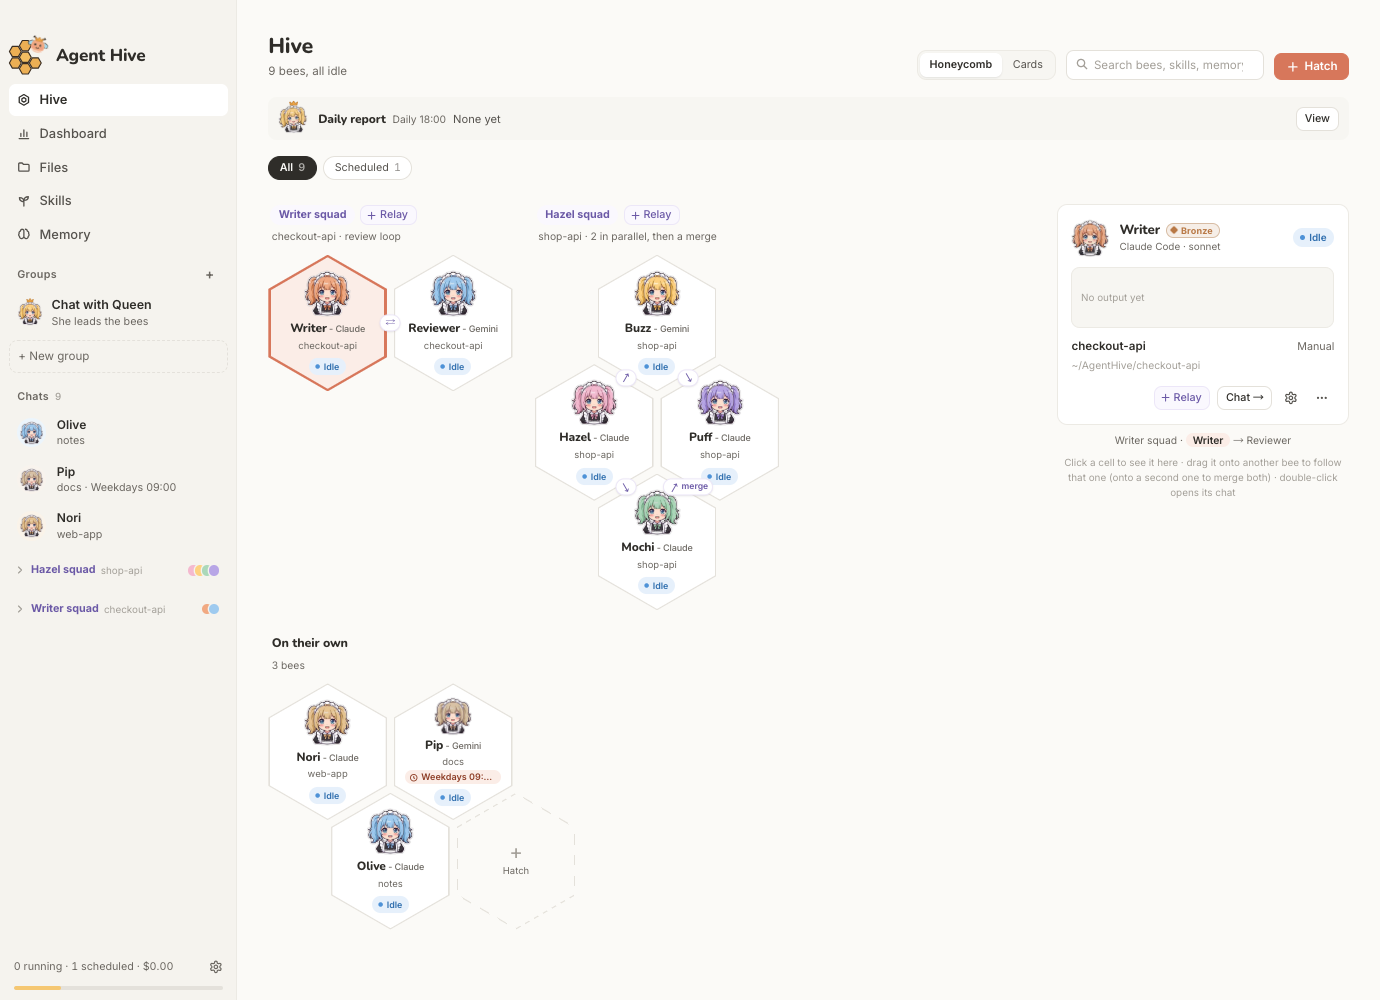 Agent Hive
Hive
Dashboard
Files
Skills
Memory
Groups +
Chat with Queen
She leads the bees
+ New group
Chats 9
Olive
notes
Pip
docs · Weekdays 09:00
Nori
web-app
Hazel squad shop-api
Writer squad checkout-api
0 running · 1 scheduled · $0.00
Hive
9 bees, all idle
Honeycomb Cards
Search bees, skills, memory
+ Hatch
Daily report Daily 18:00 None yet
View
All 9 Scheduled 1
Writer squad + Relay
checkout-api · review loop
Writer - Claude
checkout-api
Idle
⇄
Reviewer - Gemini
checkout-api
Idle
Hazel squad + Relay
shop-api · 2 in parallel, then a merge
Buzz - Gemini
shop-api
Idle
↗ ↘
Hazel - Claude
shop-api
Idle
Puff - Claude
shop-api
Idle
↘ ↗ merge
Mochi - Claude
shop-api
Idle
On their own
3 bees
Nori - Claude
web-app
Idle
Pip - Gemini
docs
Weekdays 09:...
Idle
Olive - Claude
notes
Idle
+
Hatch
Writer Bronze
Claude Code · sonnet
Idle
No output yet
checkout-api Manual
~/AgentHive/checkout-api
+ Relay Chat → ...
Writer squad · Writer → Reviewer
Click a cell to see it here · drag it onto another bee to follow
that one (onto a second one to merge both) · double-click
opens its chat